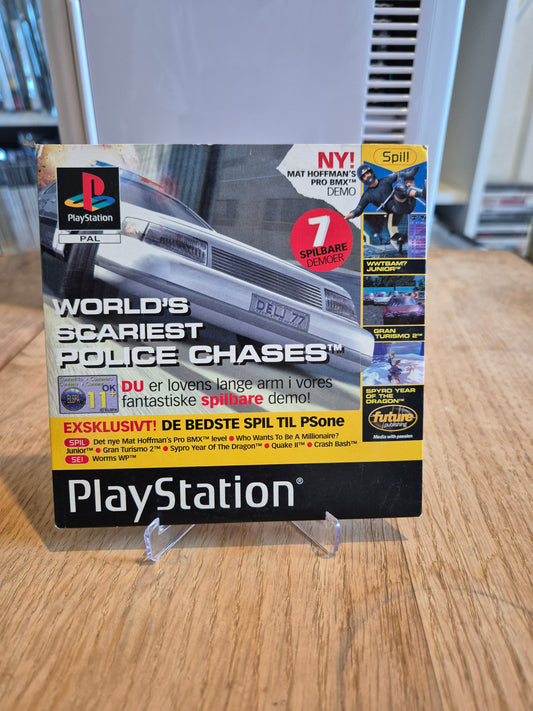 NY!
MAT HOFFMAN'S
PRO BMX™
DEMO
Spil!
PlayStation
PAL
7
SPILBARE
DEMOER
WWTBAM?
JUNIOR™
DELJ 77
WORLD'S
SCARIEST
POLICE CHASES™
GRAN
TURISMO 2™
SPYRO YEAR
OF THE
DRAGON™
ELSPA
11+
OK
DU er lovens lange arm i vores
fantastiske spilbare demo!
future
publishing
Media with passion
EXSKLUSIVT! DE BEDSTE SPIL TIL PSone
SPIL Det nye Mat Hoffman's Pro BMX™ level • Who Wants To Be A Millionaire?
Junior™ • Gran Turismo 2™ • Sypro Year Of The Dragon™ • Quake II™ • Crash Bash™
SE! Worms WP™
PlayStation®